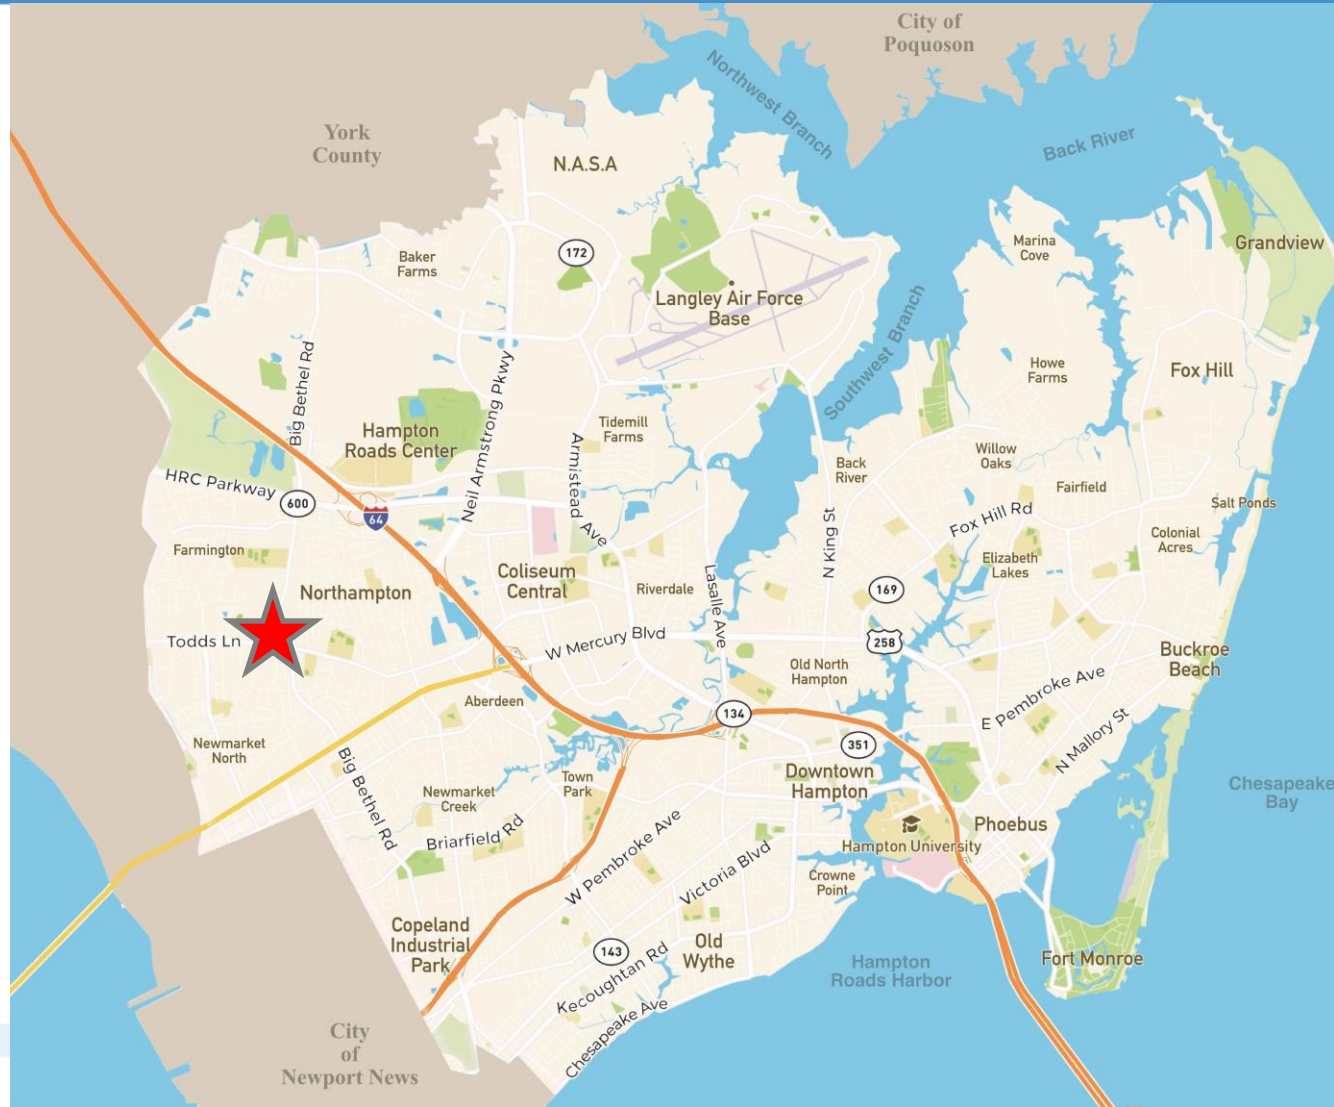 City of
Poquoson
Northwest Branch
York
County
N.A.S.A
Back River
Marina
Cove
Grandview
172
Baker
Farms
Langley Air Force
Base
Southwest Branch
Big Bethel Rd
Neil Armstrong Pkwy
Howe
Farms
Fox Hill
Hampton
Roads Center
Tidemill
Farms
Armistead Ave
Back
River
Willow
Oaks
Fairfield
HRC Parkway
600
64
Salt Ponds
Fox Hill Rd
N King St
Colonial
Acres
Farmington
Elizabeth
Lakes
Coliseum
Central
Northampton
Riverdale
Lasalle Ave
169
Todds Ln
W Mercury Blvd
258
Old North
Hampton
Buckroe
Beach
Aberdeen
E Pembroke Ave
134
N Mallory St
351
Newmarket
North
Big Bethel Rd
Town
Park
Downtown
Hampton
Chesapeake
Bay
Newmarket
Creek
Briarfield Rd
W Pembroke Ave
Victoria Blvd
Phoebus
Hampton University
Crowne
Point
Copeland
Industrial
Park
143
Old
Wythe
Kecoughtan Rd
Hampton
Roads Harbor
Fort Monroe
Chesapeake Ave
City
of
Newport News